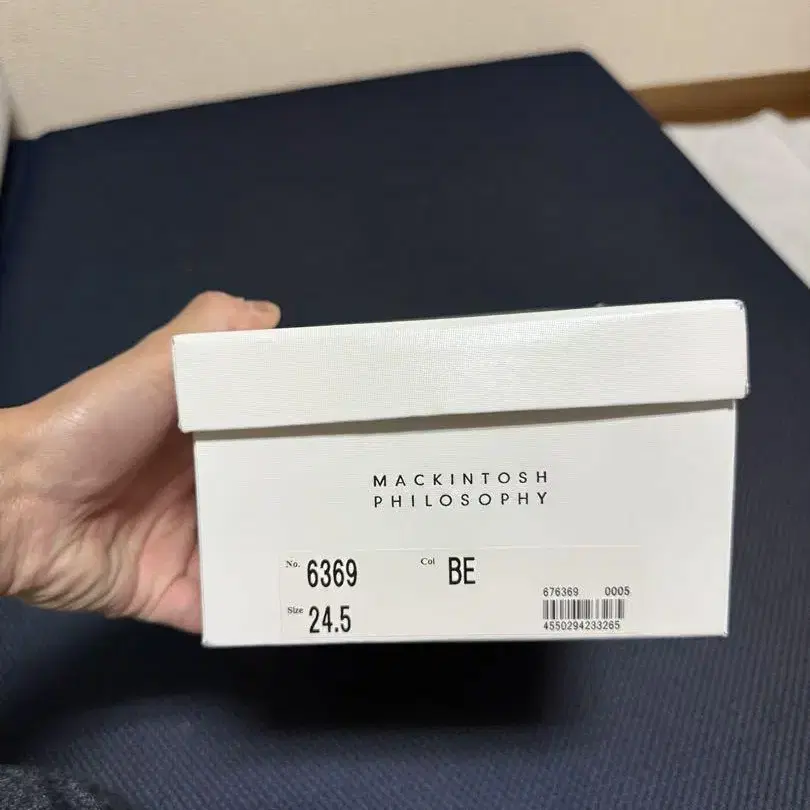 MACKINTOSH
PHILOSOPHY
No. 6369 Col BE
Size 24.5
676369 0005
4550294233265